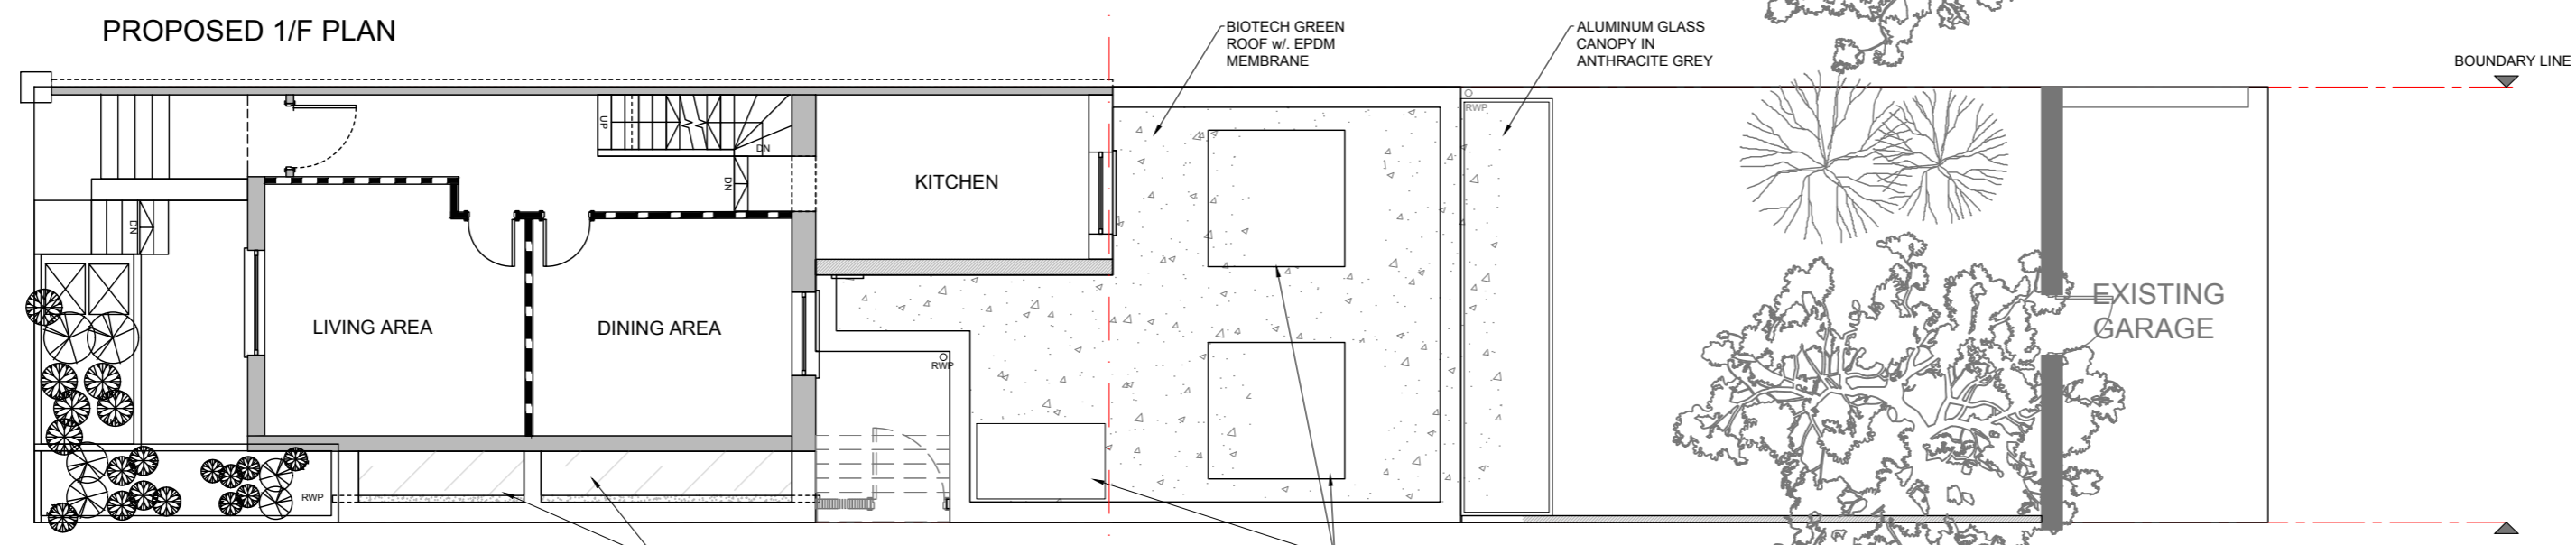 PROPOSED 1/F PLAN
BIOTECH GREEN
ROOF w/. EPDM
MEMBRANE
ALUMINUM GLASS
CANOPY IN
ANTHRACITE GREY
BOUNDARY LINE
RWP
UP
DN
DN
KITCHEN
DN
LIVING AREA
DINING AREA
EXISTING
GARAGE
RWP
RWP